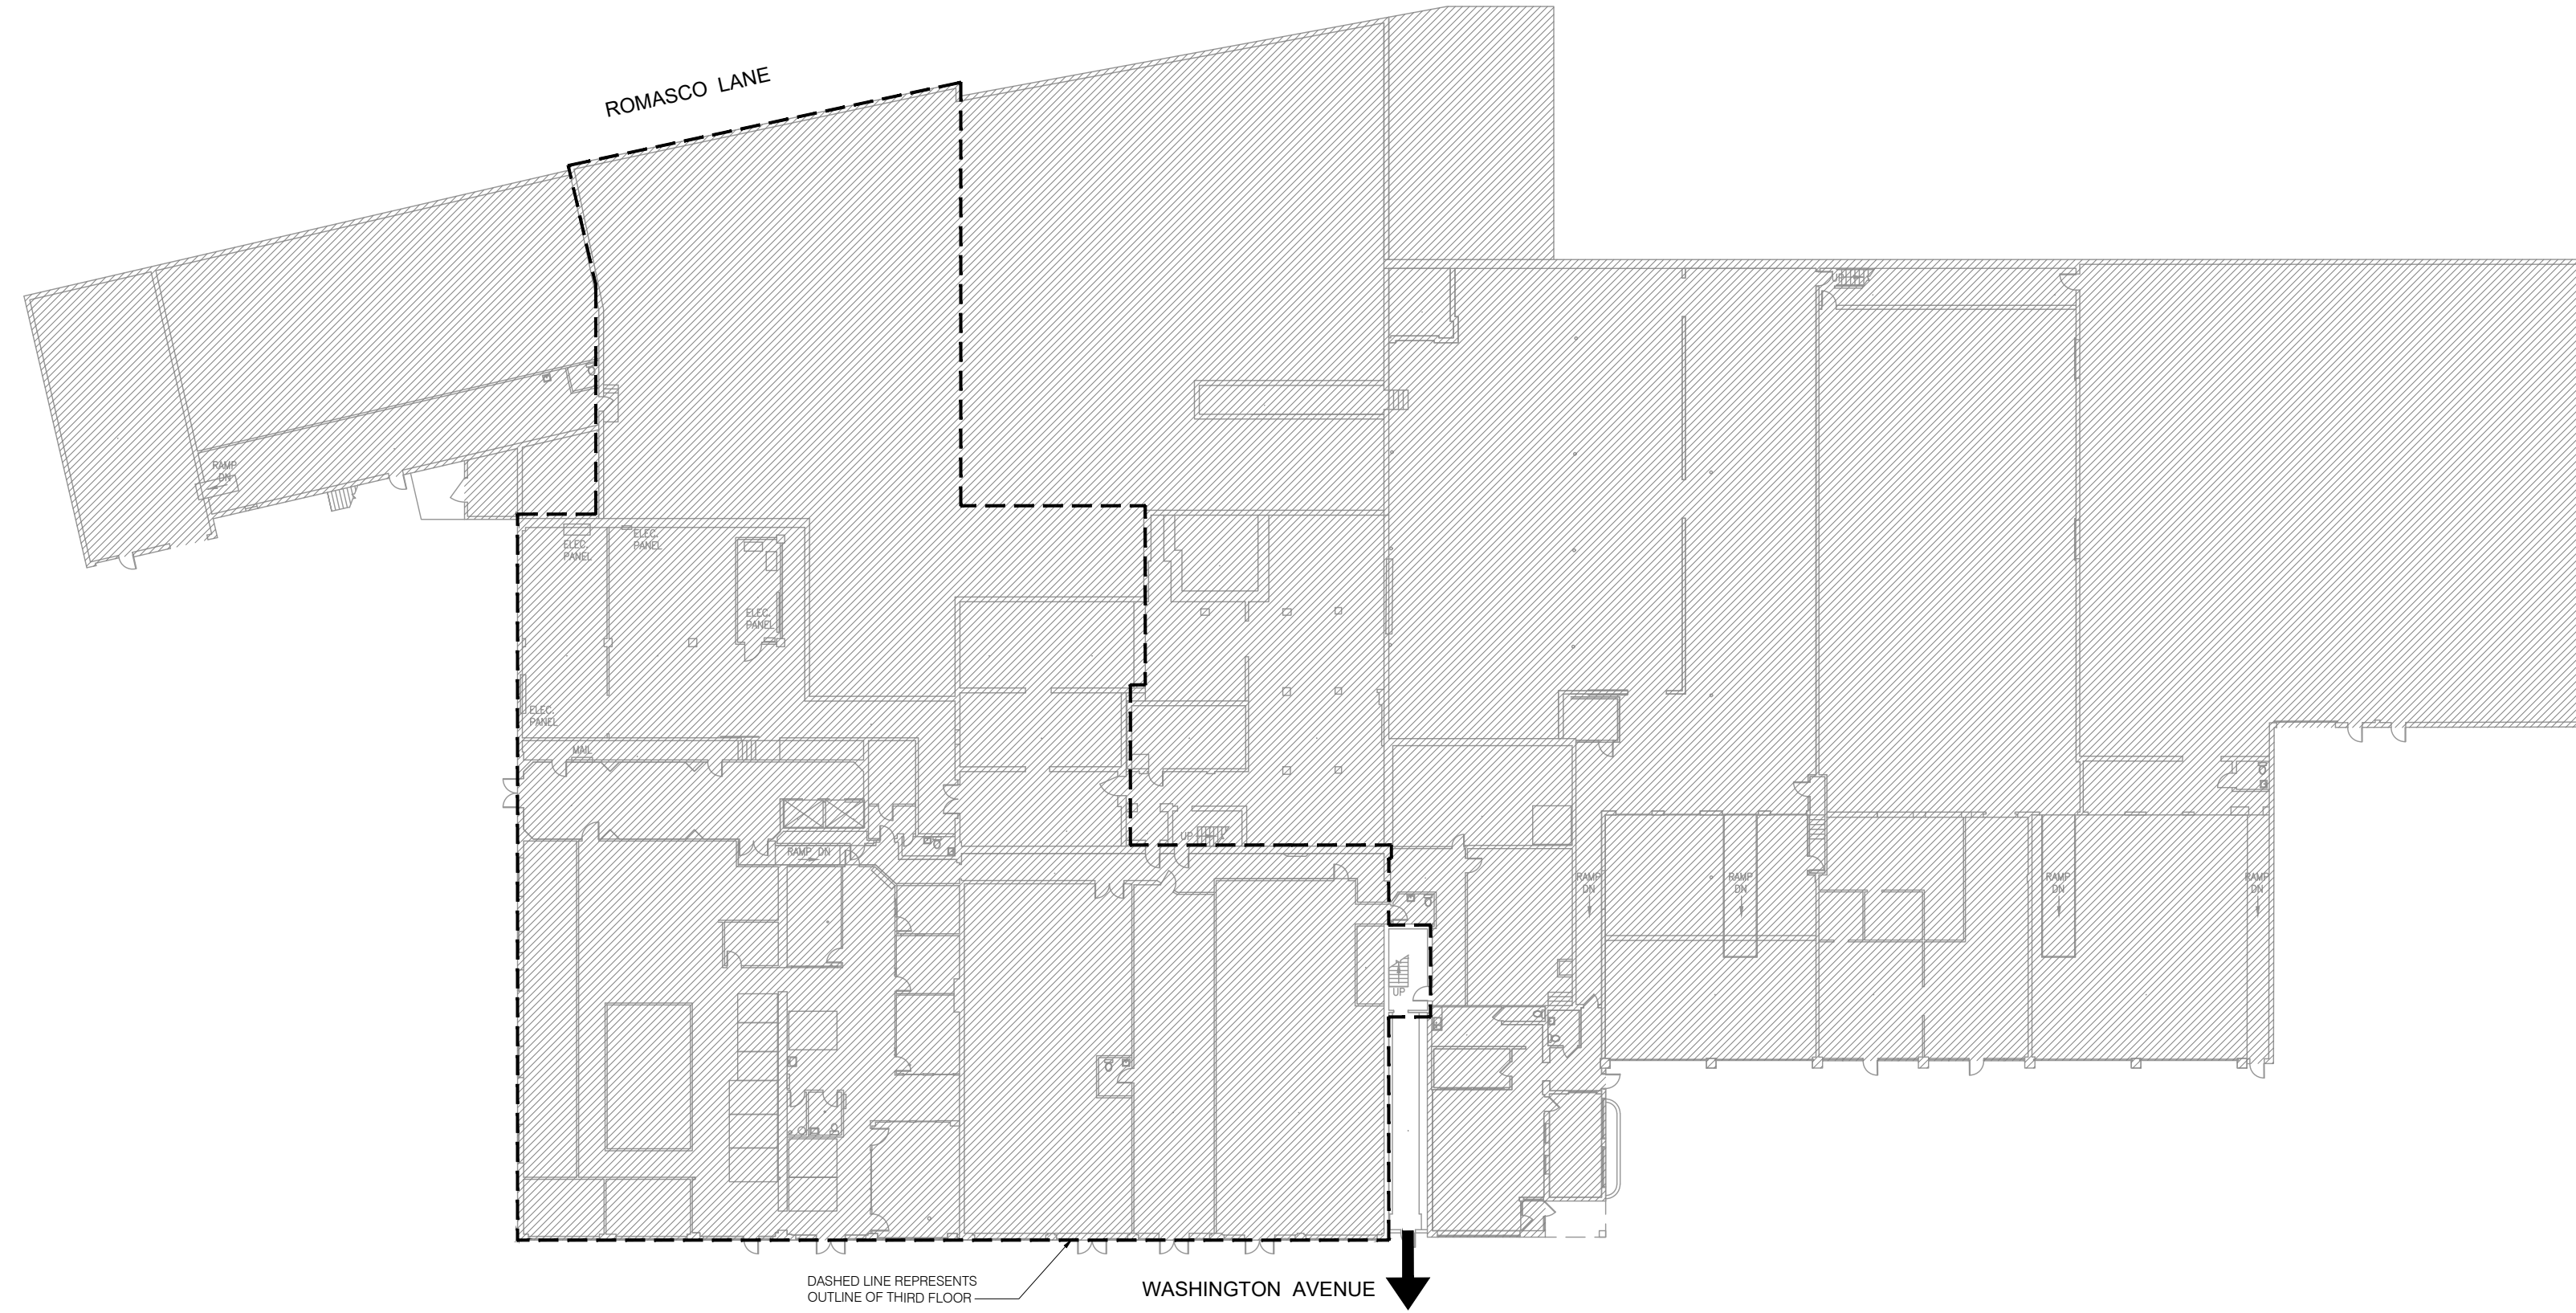 ROMASCO LANE
UP
RAMP
DN
ELEC.
PANEL
ELEC.
PANEL
ELEC.
PANEL
ELEC.
PANEL
MAIL
UP
RAMP DN
RAMP
DN
RAMP
DN
RAMP
DN
RAMP
DN
UP
DASHED LINE REPRESENTS
OUTLINE OF THIRD FLOOR
WASHINGTON AVENUE